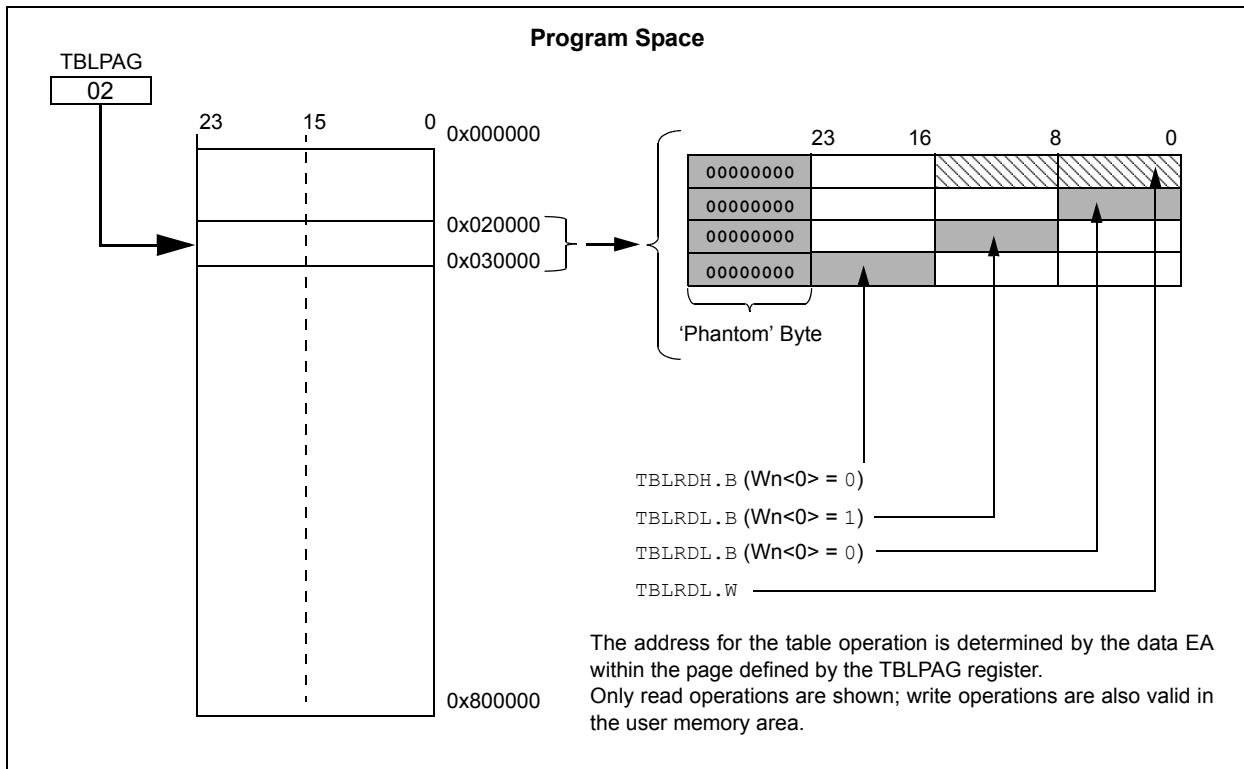 Program Space
TBLPAG
02
23 15 0
0x000000
0x020000
0x030000
0x800000
23 16 8 0
00000000
00000000
00000000
00000000
‘Phantom’ Byte
TBLRDH.B (Wn<0> = 0)
TBLRDL.B (Wn<0> = 1)
TBLRDL.B (Wn<0> = 0)
TBLRDL.W
The address for the table operation is determined by the data EA
within the page defined by the TBLPAG register.
Only read operations are shown; write operations are also valid in
the user memory area.